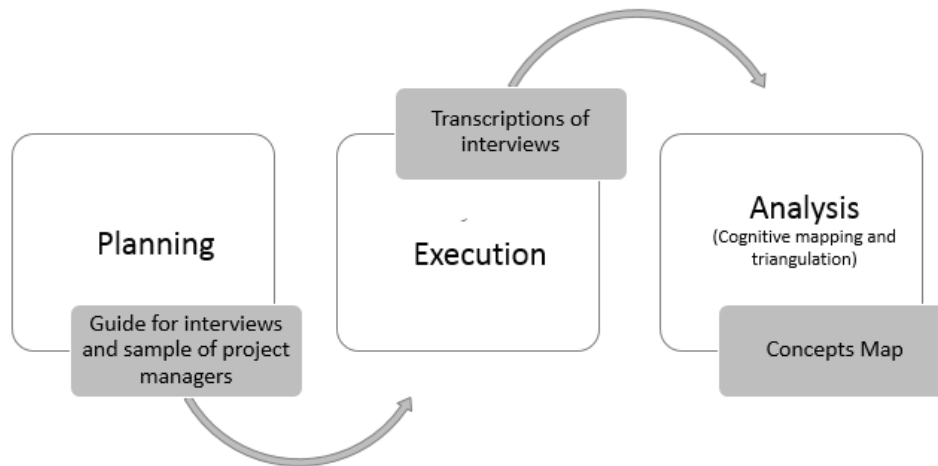 Transcriptions of
interviews
Planning
Execution
Analysis
(Cognitive mapping and
triangulation)
Guide for interviews
and sample of project
managers
Concepts Map